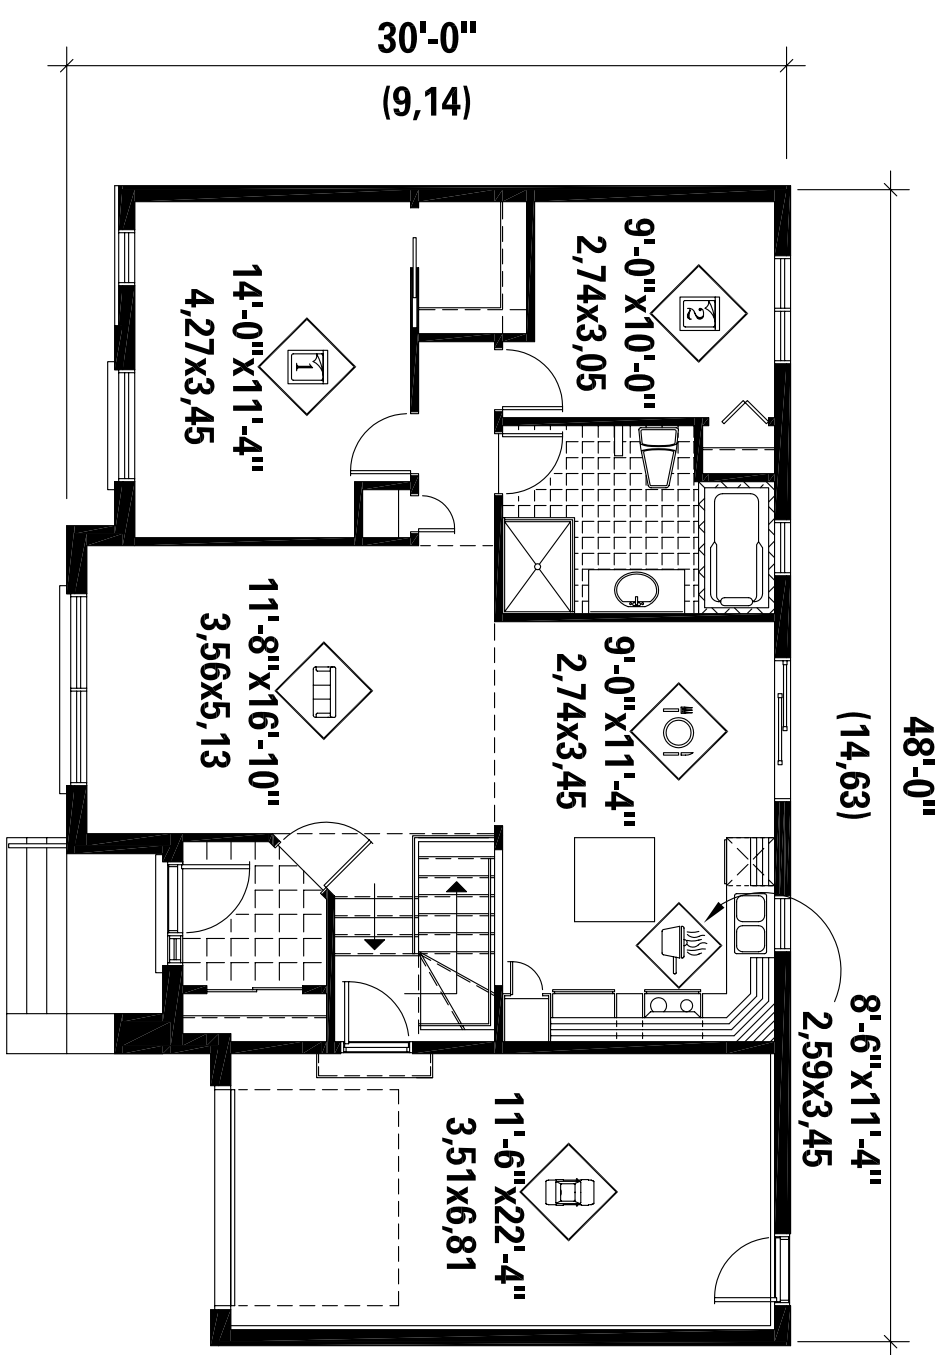 30'-0"
(9,14)
48'-0"
(14,63)
9'-0"x10'-0"
2,74x3,05
2
14'-0"x11'-4"
4,27x3,45
1
11'-8"x16'-10"
3,56x5,13
9'-0"x11'-4"
2,74x3,45
8'-6"x11'-4"
2,59x3,45
11'-6"x22'-4"
3,51x6,81